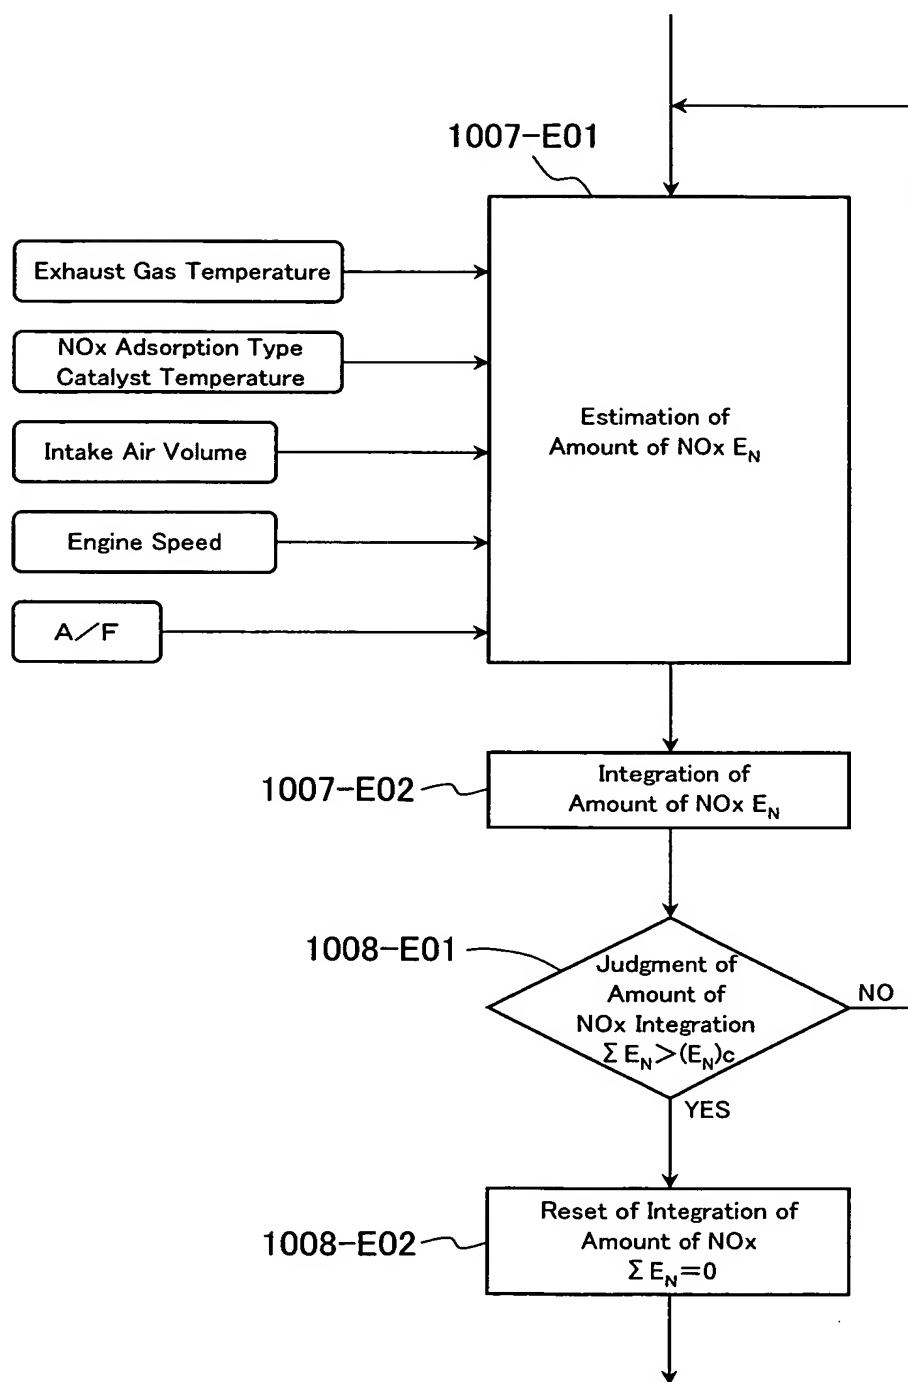 1007-E01
Exhaust Gas Temperature
NOx Adsorption Type
Catalyst Temperature
Intake Air Volume
Engine Speed
A／F
Estimation of
Amount of NOx E_N
1007-E02
Integration of
Amount of NOx E_N
1008-E01
Judgment of
Amount of
NOx Integration
Σ E_N＞(E_N)c
NO
YES
1008-E02
Reset of Integration of
Amount of NOx
Σ E_N＝0